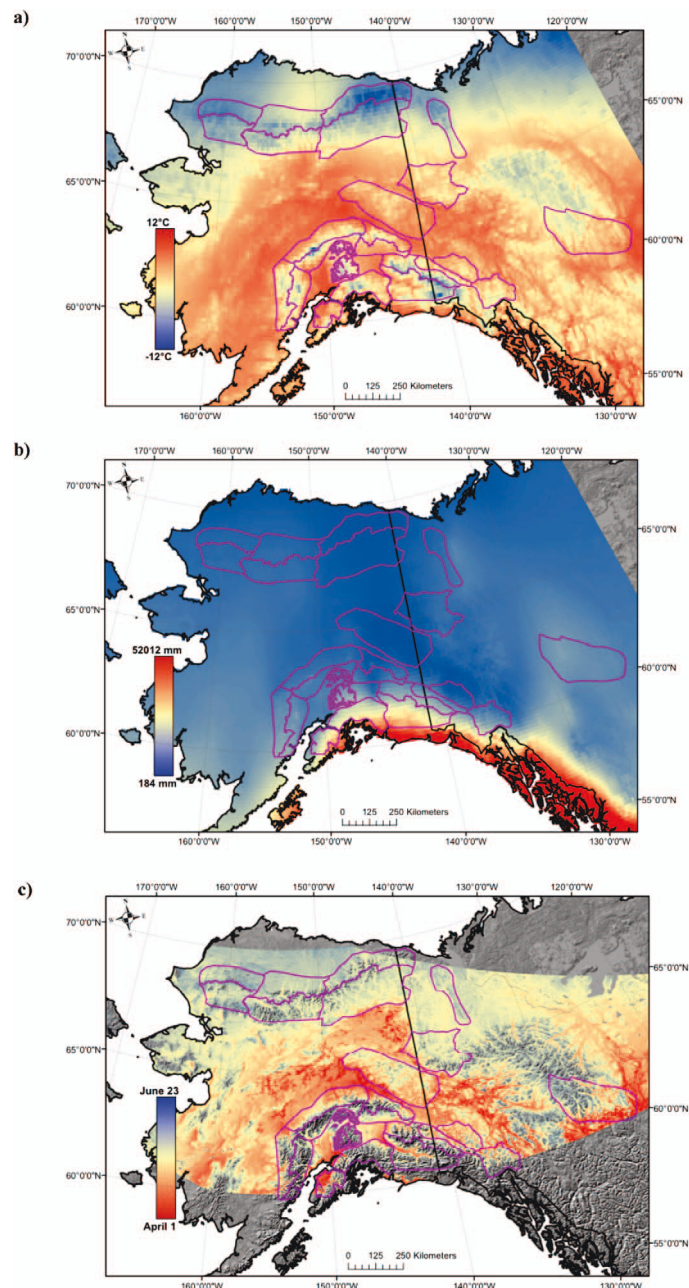 a)
170°0'0"W 160°0'0"W 150°0'0"W 140°0'0"W 130°0'0"W 120°0'0"W
70°0'0"N
N
W E
S
65°0'0"N
65°0'0"N
60°0'0"N
12°C
60°0'0"N
-12°C
0 125 250 Kilometers
55°0'0"N
160°0'0"W 150°0'0"W 140°0'0"W 130°0'0"W
b)
170°0'0"W 160°0'0"W 150°0'0"W 140°0'0"W 130°0'0"W 120°0'0"W
70°0'0"N
N
W E
S
65°0'0"N
65°0'0"N
60°0'0"N
52012 mm
60°0'0"N
184 mm
0 125 250 Kilometers
55°0'0"N
160°0'0"W 150°0'0"W 140°0'0"W 130°0'0"W
c)
170°0'0"W 160°0'0"W 150°0'0"W 140°0'0"W 130°0'0"W 120°0'0"W
70°0'0"N
N
W E
S
65°0'0"N
65°0'0"N
June 23
60°0'0"N
60°0'0"N
April 1
0 125 250 Kilometers
55°0'0"N
160°0'0"W 150°0'0"W 140°0'0"W 130°0'0"W